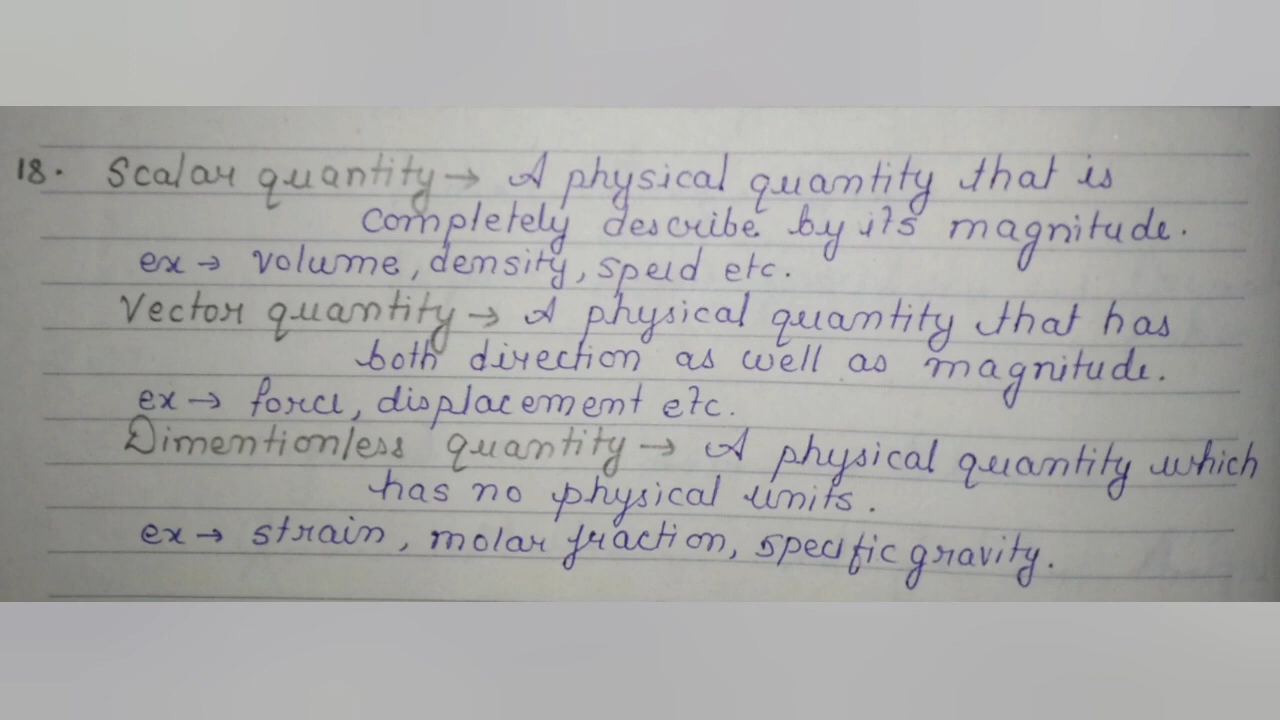 18. Scalar quantity → A physical quantity that is
completely describe by its magnitude.
ex → volume, density, speed etc.
Vector quantity → A physical quantity that has
both direction as well as magnitude.
ex → force, displacement etc.
Dimentionless quantity → A physical quantity which
has no physical units.
ex → strain, molar fraction, specific gravity.